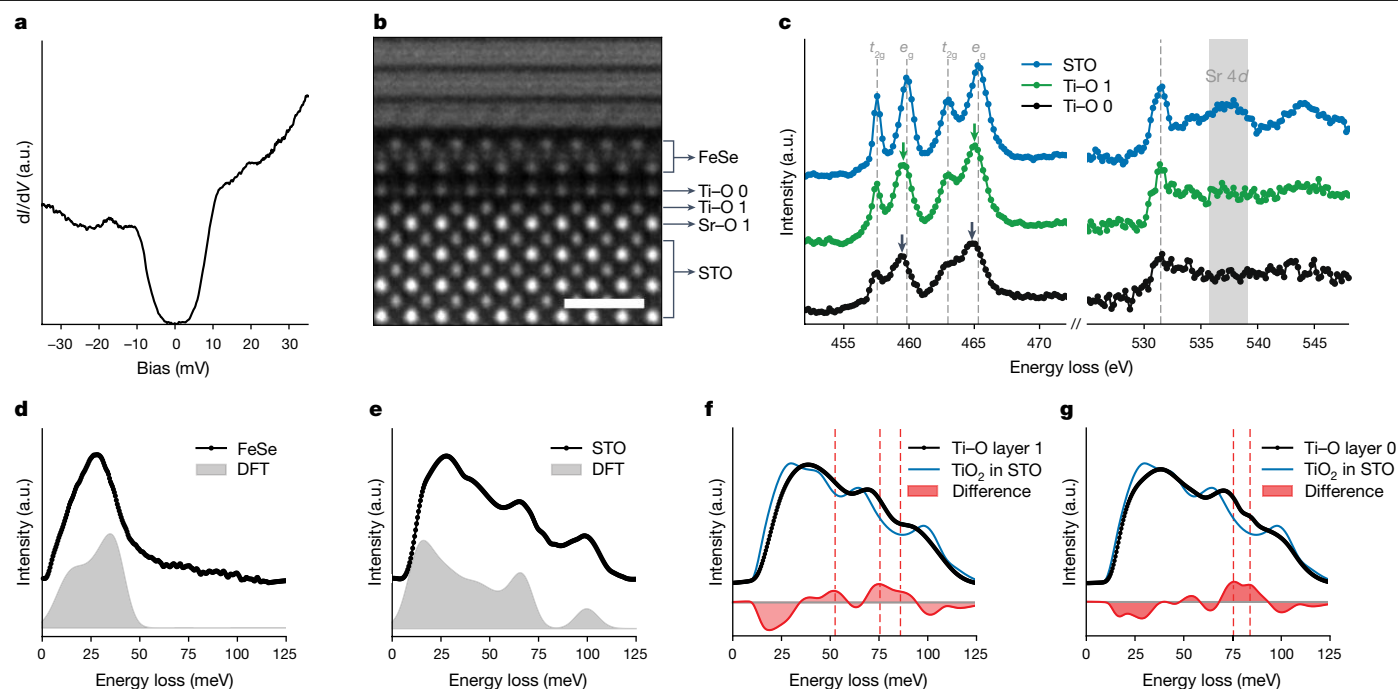 a
dI/dV (a.u.)
−30 −20 −10 0 10 20 30
Bias (mV)
b
FeSe
Ti–O 0
Ti–O 1
Sr–O 1
STO
c
Intensity (a.u.)
t2g eg t2g eg
STO
Ti–O 1
Ti–O 0
Sr 4d
455 460 465 470 // 530 535 540 545
Energy loss (eV)
d
Intensity (a.u.)
FeSe
DFT
0 25 50 75 100 125
Energy loss (meV)
e
Intensity (a.u.)
STO
DFT
0 25 50 75 100 125
Energy loss (meV)
f
Intensity (a.u.)
Ti–O layer 1
TiO2 in STO
Difference
0 25 50 75 100 125
Energy loss (meV)
g
Intensity (a.u.)
Ti–O layer 0
TiO2 in STO
Difference
0 25 50 75 100 125
Energy loss (meV)